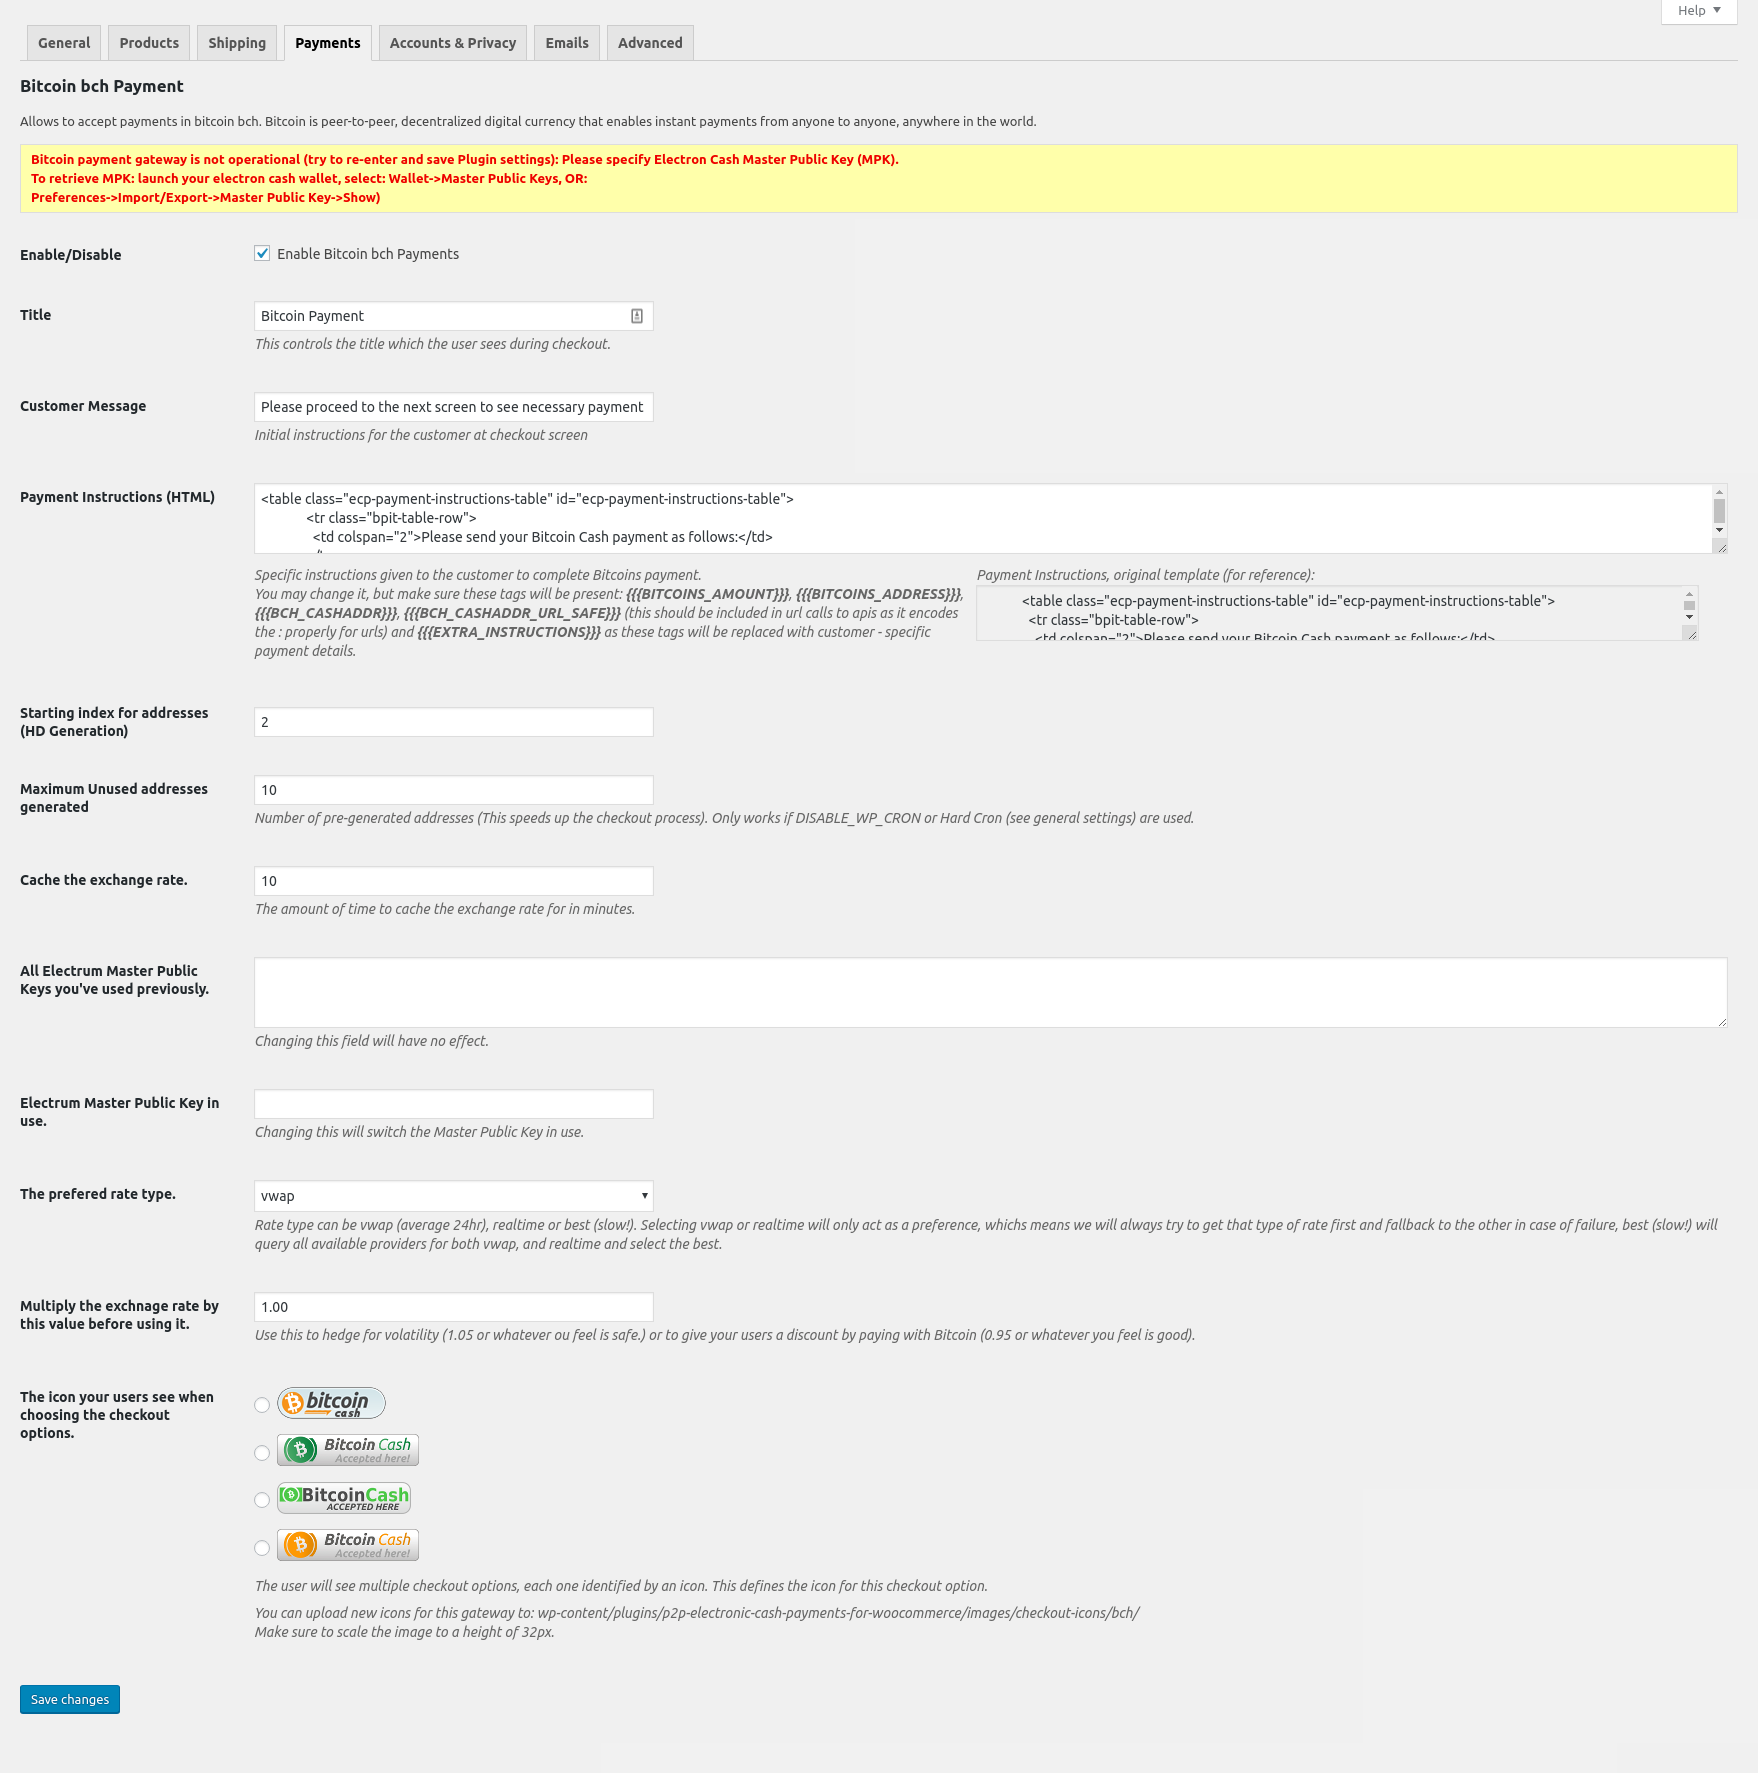 Help
General
Products
Shipping
Payments
Accounts & Privacy
Emails
Advanced
Bitcoin bch Payment
Allows to accept payments in bitcoin bch. Bitcoin is peer-to-peer, decentralized digital currency that enables instant payments from anyone to anyone, anywhere in the world.
Bitcoin payment gateway is not operational (try to re-enter and save Plugin settings): Please specify Electron Cash Master Public Key (MPK).
To retrieve MPK: launch your electron cash wallet, select: Wallet->Master Public Keys, OR:
Preferences->Import/Export->Master Public Key->Show)
Enable/Disable
Enable Bitcoin bch Payments
Title
Bitcoin Payment
This controls the title which the user sees during checkout.
Customer Message
Please proceed to the next screen to see necessary payment
Initial instructions for the customer at checkout screen
Payment Instructions (HTML)
<table class="ecp-payment-instructions-table" id="ecp-payment-instructions-table">
<tr class="bpit-table-row">
<td colspan="2">Please send your Bitcoin Cash payment as follows:</td>
Specific instructions given to the customer to complete Bitcoins payment.
You may change it, but make sure these tags will be present: {{{BITCOINS_AMOUNT}}}, {{{BITCOINS_ADDRESS}}},
{{{BCH_CASHADDR}}}, {{{BCH_CASHADDR_URL_SAFE}}} (this should be included in url calls to apis as it encodes
the : properly for urls) and {{{EXTRA_INSTRUCTIONS}}} as these tags will be replaced with customer - specific
payment details.
Payment Instructions, original template (for reference):
<table class="ecp-payment-instructions-table" id="ecp-payment-instructions-table">
<tr class="bpit-table-row">
<td colspan="2">Please send your Bitcoin Cash payment as follows:</td>
Starting index for addresses
(HD Generation)
2
Maximum Unused addresses
generated
10
Number of pre-generated addresses (This speeds up the checkout process). Only works if DISABLE_WP_CRON or Hard Cron (see general settings) are used.
Cache the exchange rate.
10
The amount of time to cache the exchange rate for in minutes.
All Electrum Master Public
Keys you've used previously.
Changing this field will have no effect.
Electrum Master Public Key in
use.
Changing this will switch the Master Public Key in use.
The prefered rate type.
vwap
Rate type can be vwap (average 24hr), realtime or best (slow!). Selecting vwap or realtime will only act as a preference, whichs means we will always try to get that type of rate first and fallback to the other in case of failure, best (slow!) will
query all available providers for both vwap, and realtime and select the best.
Multiply the exchnage rate by
this value before using it.
1.00
Use this to hedge for volatility (1.05 or whatever ou feel is safe.) or to give your users a discount by paying with Bitcoin (0.95 or whatever you feel is good).
The icon your users see when
choosing the checkout
options.
bitcoin
cash
Bitcoin Cash
Accepted here!
BitcoinCash
ACCEPTED HERE
Bitcoin Cash
Accepted here!
The user will see multiple checkout options, each one identified by an icon. This defines the icon for this checkout option.
You can upload new icons for this gateway to: wp-content/plugins/p2p-electronic-cash-payments-for-woocommerce/images/checkout-icons/bch/
Make sure to scale the image to a height of 32px.
Save changes